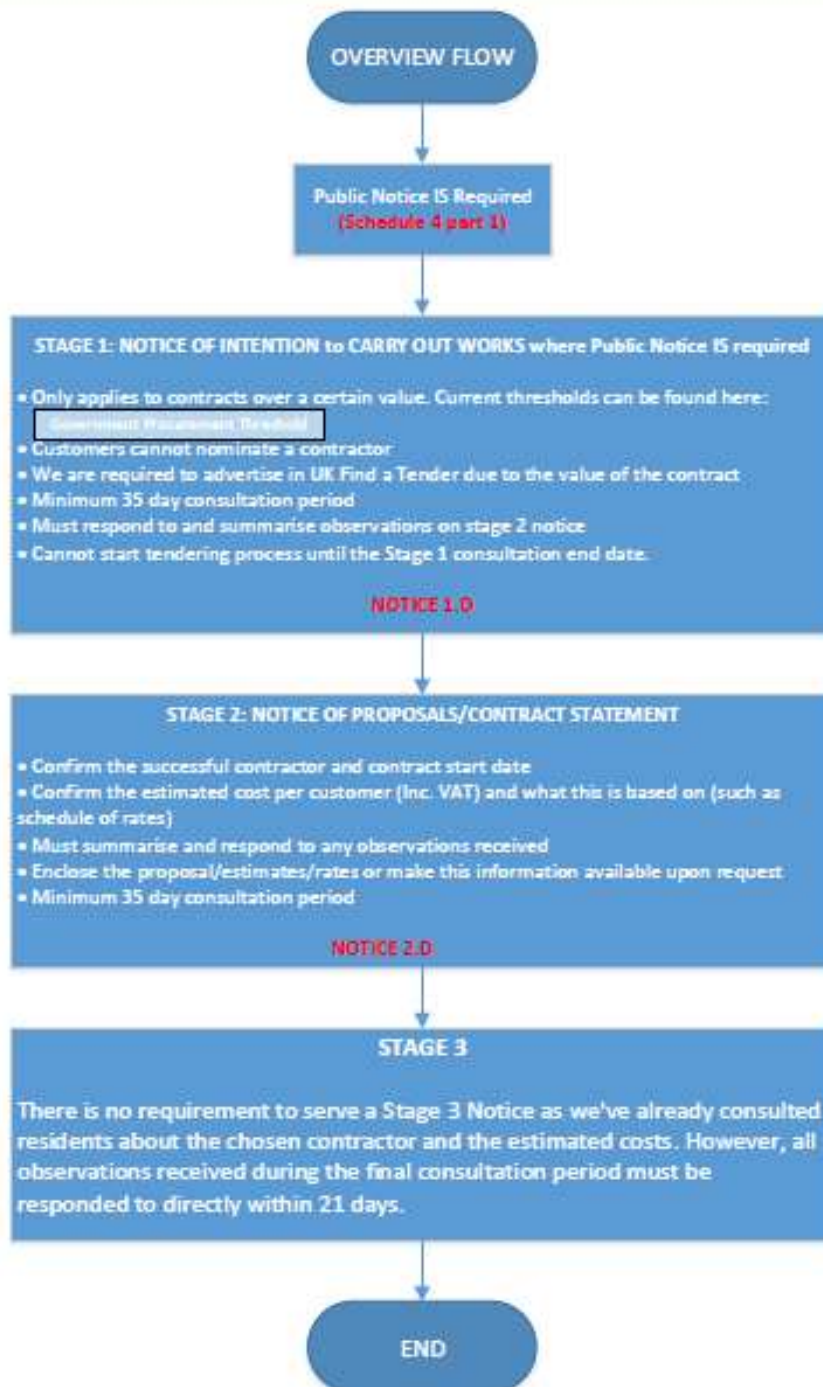 OVERVIEW FLOW
Public Notice IS Required
(Schedule 4 part 1)
STAGE 1: NOTICE OF INTENTION to CARRY OUT WORKS where Public Notice IS required
• Only applies to contracts over a certain value. Current thresholds can be found here:
Government Procurement Threshold
• Customers cannot nominate a contractor
• We are required to advertise in UK Find a Tender due to the value of the contract
• Minimum 35 day consultation period
• Must respond to and summarise observations on stage 2 notice
• Cannot start tendering process until the Stage 1 consultation end date.
NOTICE 1.D
STAGE 2: NOTICE OF PROPOSALS/CONTRACT STATEMENT
• Confirm the successful contractor and contract start date
• Confirm the estimated cost per customer (Inc. VAT) and what this is based on (such as
schedule of rates)
• Must summarise and respond to any observations received
• Enclose the proposal/estimates/rates or make this information available upon request
• Minimum 35 day consultation period
NOTICE 2.D
STAGE 3
There is no requirement to serve a Stage 3 Notice as we've already consulted
residents about the chosen contractor and the estimated costs. However, all
observations received during the final consultation period must be
responded to directly within 21 days.
END